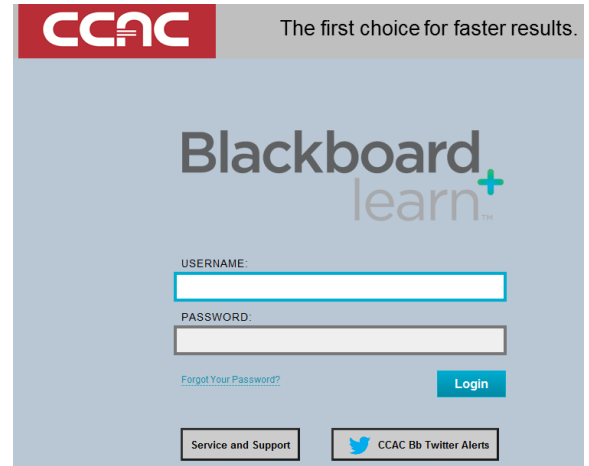 CCAC
The first choice for faster results.
Blackboard
learn+™
USERNAME:
PASSWORD:
Forgot Your Password?
Login
Service and Support
CCAC Bb Twitter Alerts